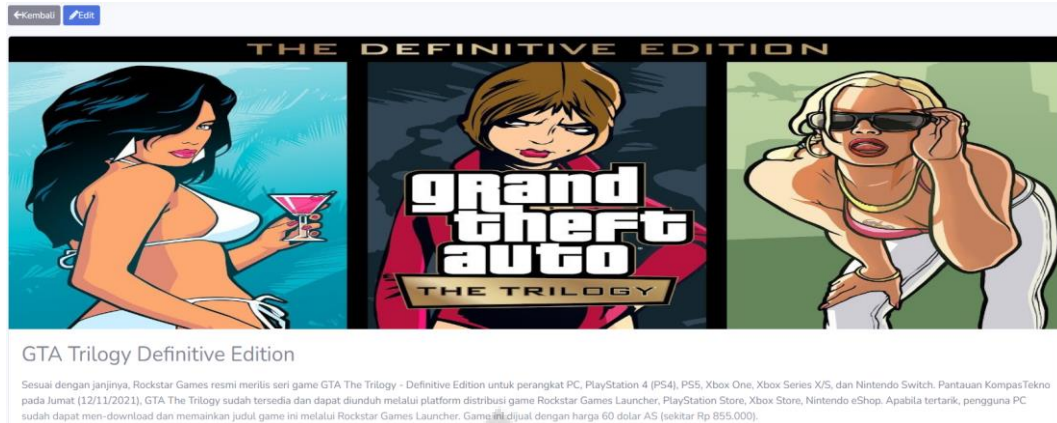 Kembali Edit
THE DEFINITIVE EDITION
grand
theft
auto
THE TRILOGY
GTA Trilogy Definitive Edition
Sesuai dengan janjinya, Rockstar Games resmi merilis seri game GTA The Trilogy - Definitive Edition untuk perangkat PC, PlayStation 4 (PS4), PS5, Xbox One, Xbox Series X/S, dan Nintendo Switch. Pantauan KompasTekno
pada Jumat (12/11/2021), GTA The Trilogy sudah tersedia dan dapat diunduh melalui platform distribusi game Rockstar Games Launcher, PlayStation Store, Xbox Store, Nintendo eShop. Apabila tertarik, pengguna PC
sudah dapat men-download dan memainkan judul game ini melalui Rockstar Games Launcher. Game ini dijual dengan harga 60 dolar AS (sekitar Rp 855.000).